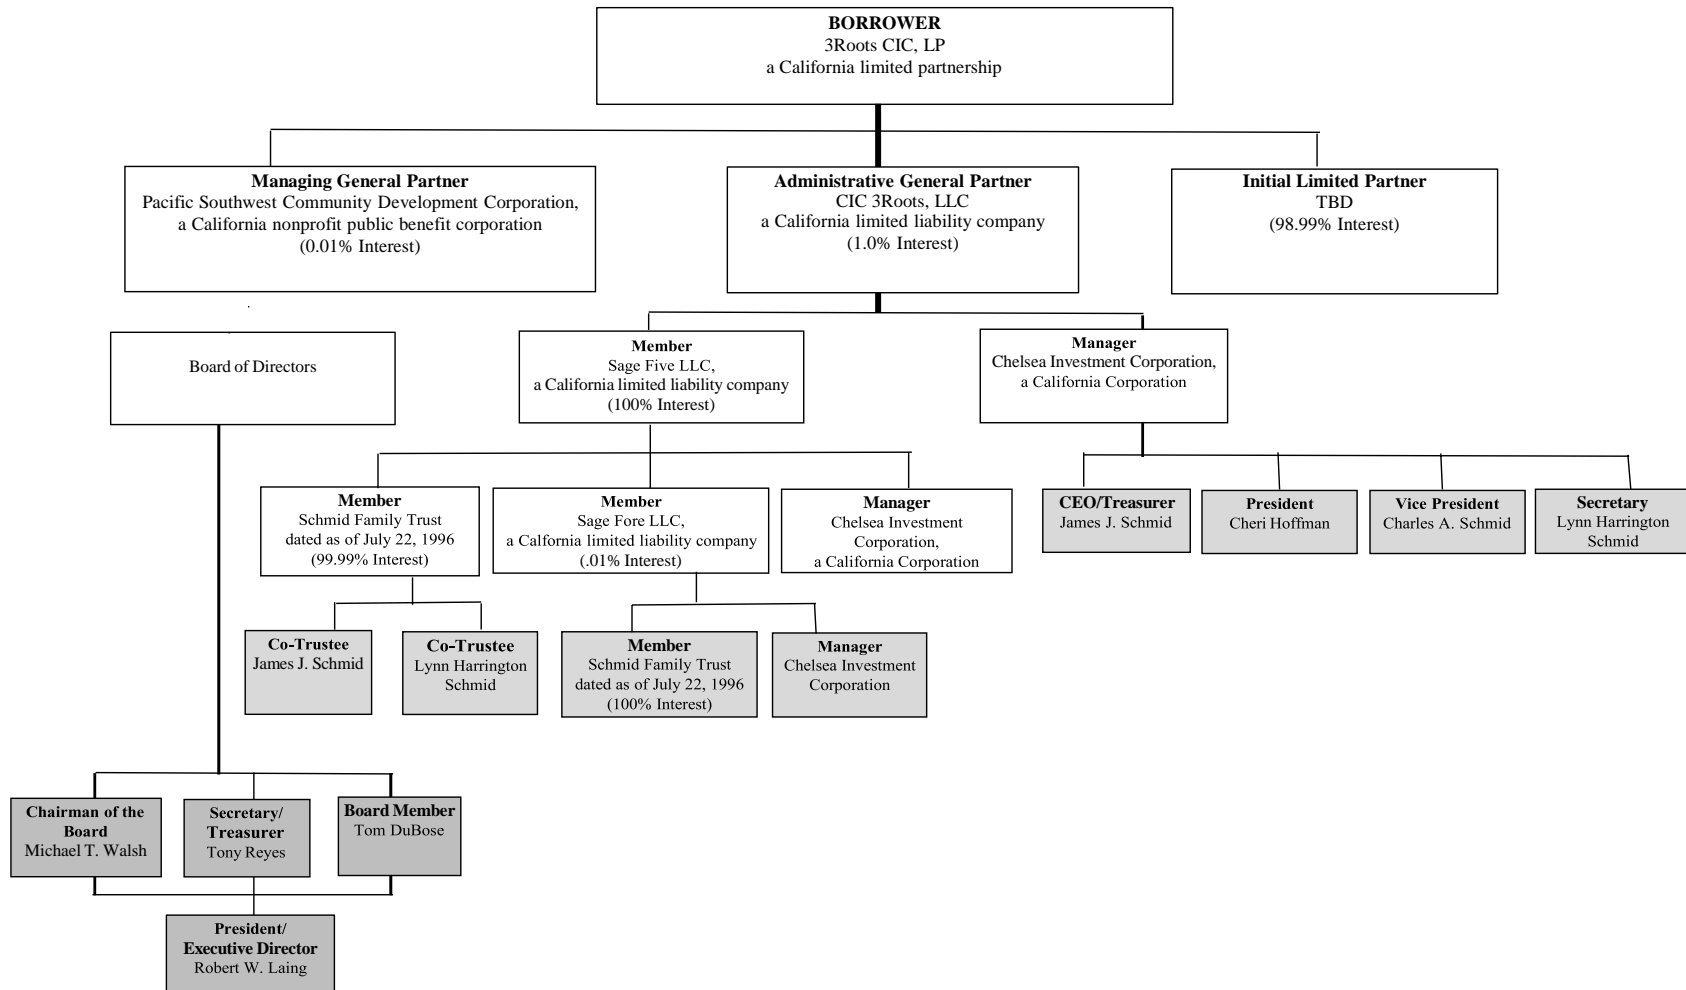 BORROWER
3Roots CIC, LP
a California limited partnership
Managing General Partner
Pacific Southwest Community Development Corporation,
a California nonprofit public benefit corporation
(0.01% Interest)
Administrative General Partner
CIC 3Roots, LLC
a California limited liability company
(1.0% Interest)
Initial Limited Partner
TBD
(98.99% Interest)
Board of Directors
Member
Sage Five LLC,
a California limited liability company
(100% Interest)
Manager
Chelsea Investment Corporation,
a California Corporation
Member
Schmid Family Trust
dated as of July 22, 1996
(99.99% Interest)
Member
Sage Fore LLC,
a Calfornia limited liability company
(.01% Interest)
Manager
Chelsea Investment
Corporation,
a California Corporation
CEO/Treasurer
James J. Schmid
President
Cheri Hoffman
Vice President
Charles A. Schmid
Secretary
Lynn Harrington
Schmid
Co-Trustee
James J. Schmid
Co-Trustee
Lynn Harrington
Schmid
Member
Schmid Family Trust
dated as of July 22, 1996
(100% Interest)
Manager
Chelsea Investment
Corporation
Chairman of the
Board
Michael T. Walsh
Secretary/
Treasurer
Tony Reyes
Board Member
Tom DuBose
President/
Executive Director
Robert W. Laing